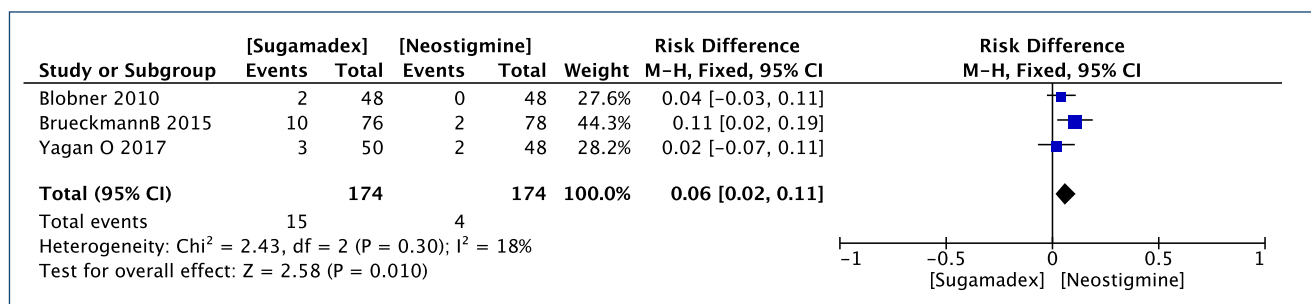 [Sugamadex] [Neostigmine] Risk Difference Risk Difference
Study or Subgroup Events Total Events Total Weight M-H, Fixed, 95% CI M-H, Fixed, 95% CI
Blobner 2010 2 48 0 48 27.6% 0.04 [-0.03, 0.11]
BrueckmannB 2015 10 76 2 78 44.3% 0.11 [0.02, 0.19]
Yagan O 2017 3 50 2 48 28.2% 0.02 [-0.07, 0.11]
Total (95% CI) 174 174 100.0% 0.06 [0.02, 0.11]
Total events 15 4
Heterogeneity: Chi² = 2.43, df = 2 (P = 0.30); I² = 18%
Test for overall effect: Z = 2.58 (P = 0.010)
-1 -0.5 0 0.5 1
[Sugamadex] [Neostigmine]